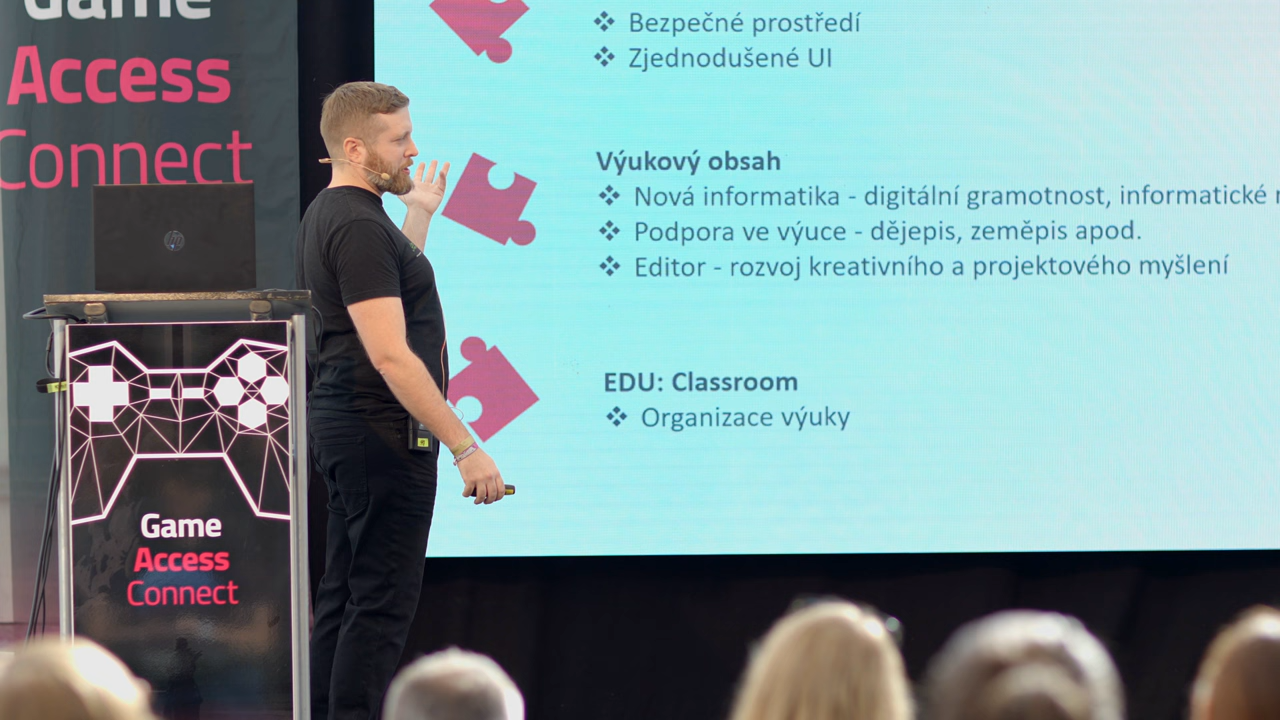 Game
Access
Connect
Bezpečné prostředí
Zjednodušené UI
Výukový obsah
Nová informatika - digitální gramotnost, informatické
Podpora ve výuce - dějepis, zeměpis apod.
Editor - rozvoj kreativního a projektového myšlení
EDU: Classroom
Organizace výuky
hp
Game
Access
Connect